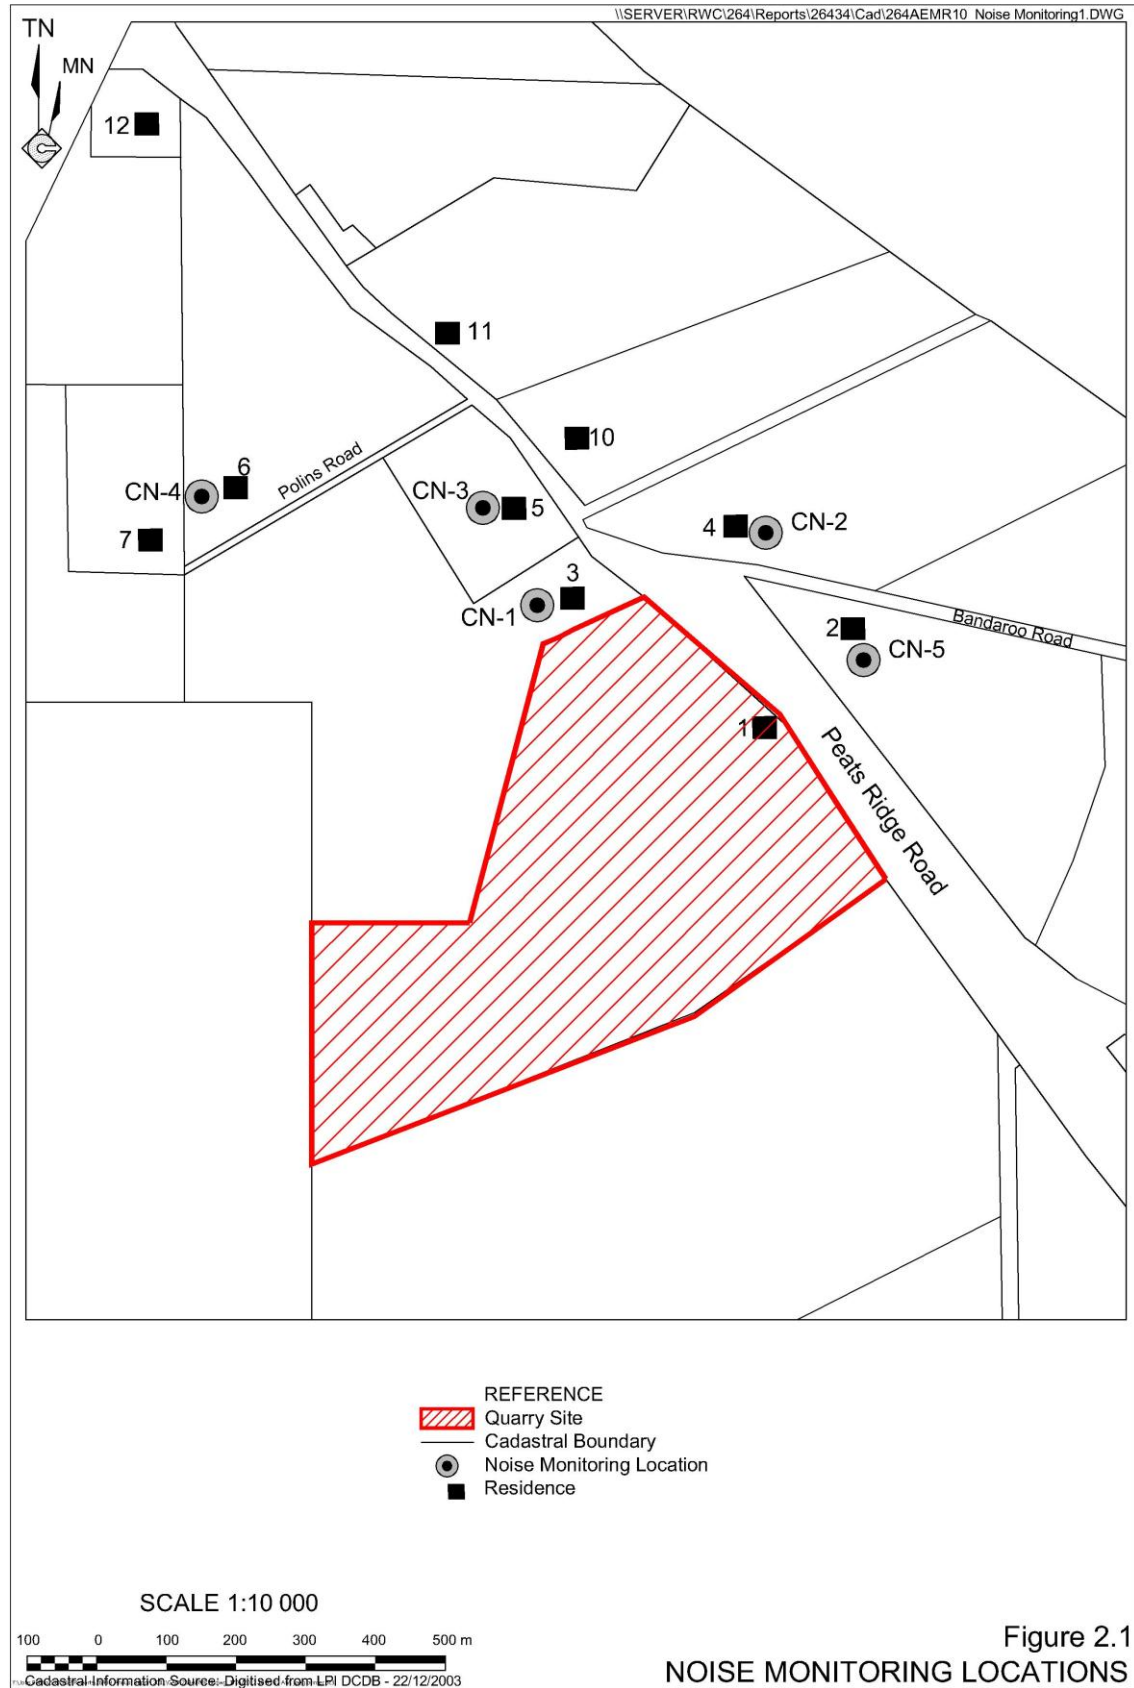 \\SERVER\RWC\264\Reports\26434\Cad\264AEMR10 Noise Monitoring1.DWG
TN
MN
12
11
10
6
Polins Road
CN-4
CN-3
5
7
4
CN-2
3
CN-1
2
Bandaroo Road
CN-5
1
Peats Ridge Road
REFERENCE
Quarry Site
Cadastral Boundary
Noise Monitoring Location
Residence
SCALE 1:10 000
100 0 100 200 300 400 500 m
Cadastral Information Source: Digitised from LPI DCDB - 22/12/2003
Figure 2.1
NOISE MONITORING LOCATIONS